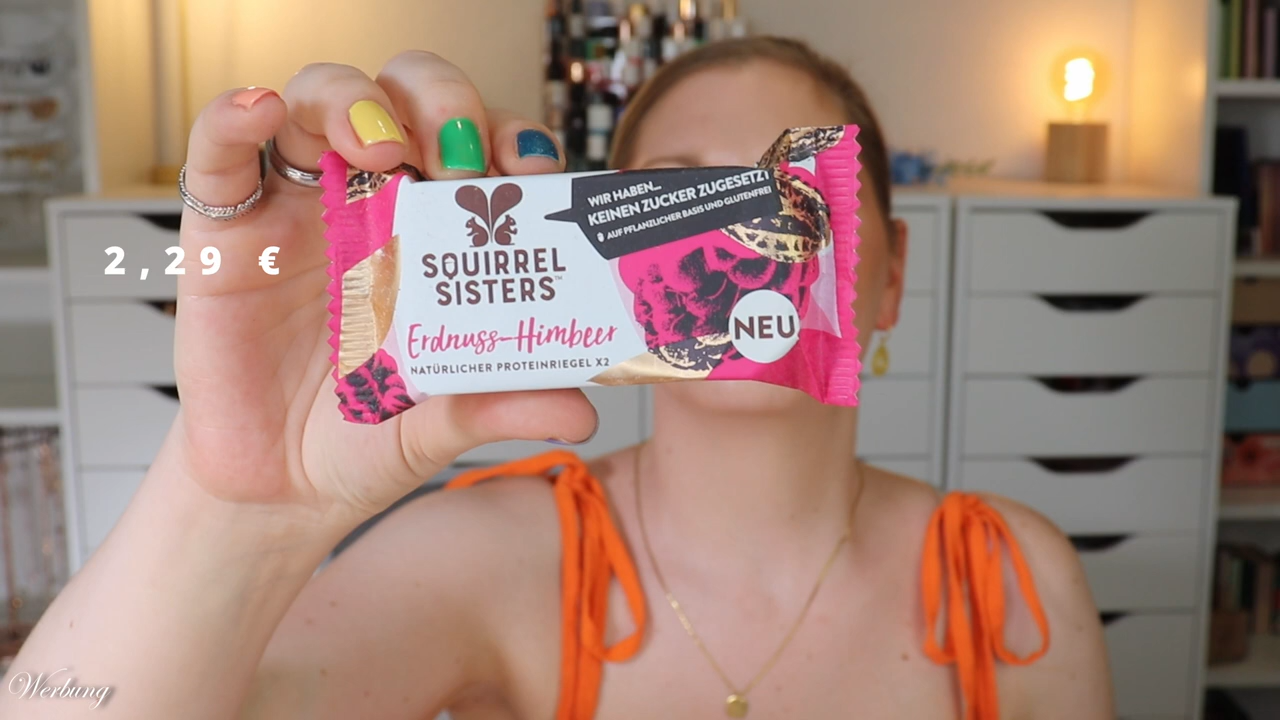 WIR HABEN...
KEINEN ZUCKER ZUGESETZT
AUF PFLANZLICHER BASIS UND GLUTENFREI
SQUIRREL
SISTERS™
2,29 €
Erdnuss-Himbeer
NEU
NATÜRLICHER PROTEINRIEGEL X2
Werbung